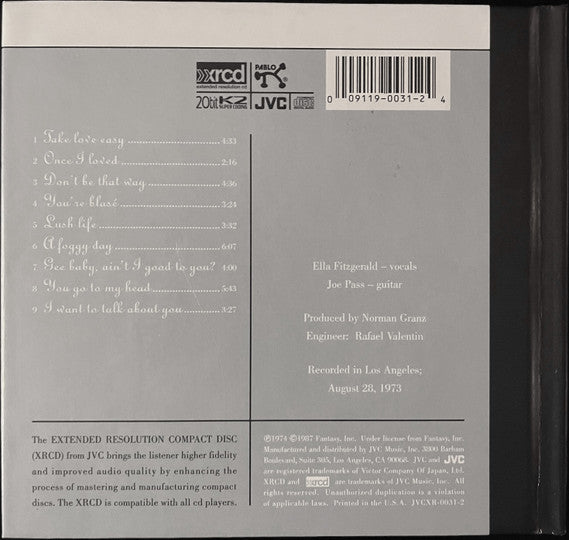 xrcd
extended resolution cd
PABLO ®
20bit K2
SUPER CODING
JVC
0 09119-0031-2 4
1 Take love easy 4:33
2 Once I loved 2:16
3 Don't be that way 4:36
4 You're blasé 3:24
5 Lush life 3:32
6 A foggy day 6:07
7 Gee baby, ain't I good to you? 4:00
8 You go to my head 5:43
9 I want to talk about you 3:27
Ella Fitzgerald – vocals
Joe Pass – guitar
Produced by Norman Granz
Engineer: Rafael Valentin
Recorded in Los Angeles;
August 28, 1973
The EXTENDED RESOLUTION COMPACT DISC
(XRCD) from JVC brings the listener higher fidelity
and improved audio quality by enhancing the
process of mastering and manufacturing compact
discs. The XRCD is compatible with all cd players.
℗1974 ©1987 Fantasy, Inc. Under license from Fantasy, Inc.
Manufactured and distributed by JVC Music, Inc. 3800 Barham
Boulevard, Suite 305, Los Angeles, CA 90068. JVC and JVC
are registered trademarks of Victor Company Of Japan, Ltd.
XRCD and xrcd are trademarks of JVC Music, Inc. All
rights reserved. Unauthorized duplication is a violation
of applicable laws. Printed in the U.S.A. JVCXR-0031-2